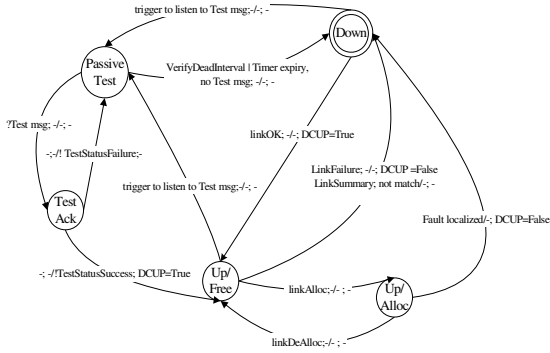 trigger to listen to Test msg;-/-; -
Down
Passive
Test
VerifyDeadInterval | Timer expiry,
no Test msg; -/-; -
?Test msg; -/-; -
linkOK; -/-; DCUP=True
-;-/! TestStatusFailure;-
LinkFailure; -/-; DCUP =False
LinkSummary; not match/-; -
trigger to listen to Test msg;-/-; -
Test
Ack
Fault localized/-; DCUP=False
-; -/!TestStatusSuccess; DCUP=True
Up/
Free
linkAlloc;-/- ; -
Up/
Alloc
linkDeAlloc;-/- ; -